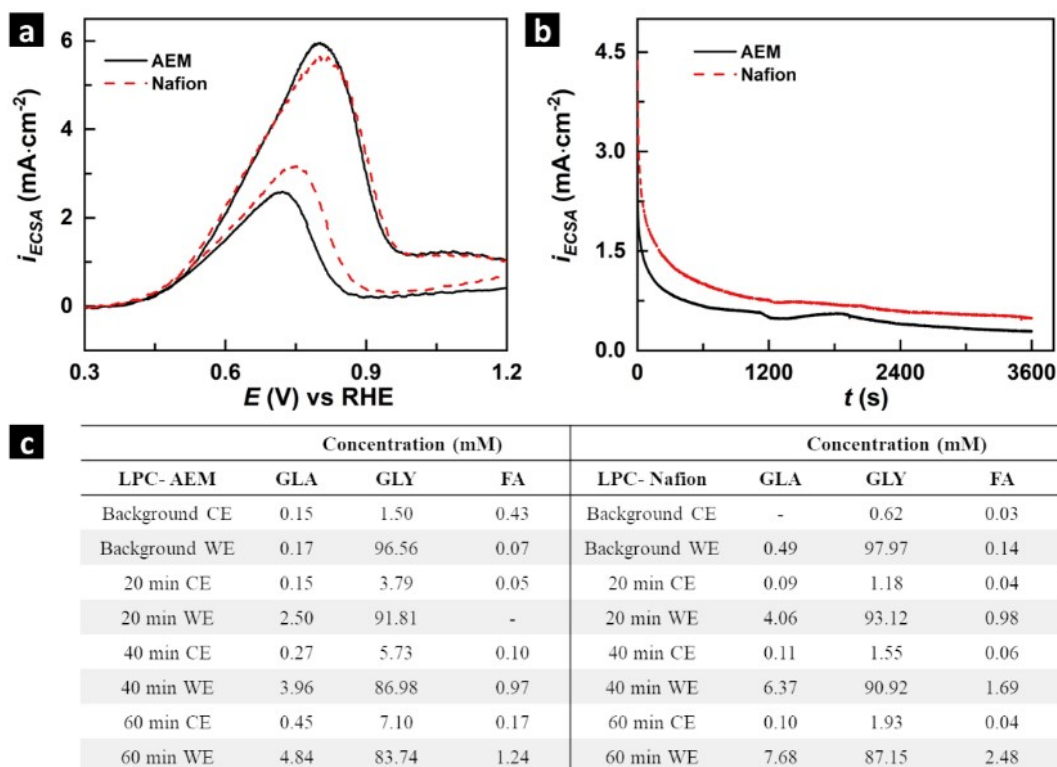 a
6
4
2
0
AEM
Nafion
i_ECSA (mA·cm⁻²)
0.3 0.6 0.9 1.2
E (V) vs RHE
b
4.5
3.0
1.5
0.0
AEM
Nafion
i_ECSA (mA·cm⁻²)
0 1200 2400 3600
t (s)
c
Concentration (mM) Concentration (mM)
LPC- AEM GLA GLY FA LPC- Nafion GLA GLY FA
Background CE 0.15 1.50 0.43 Background CE - 0.62 0.03
Background WE 0.17 96.56 0.07 Background WE 0.49 97.97 0.14
20 min CE 0.15 3.79 0.05 20 min CE 0.09 1.18 0.04
20 min WE 2.50 91.81 - 20 min WE 4.06 93.12 0.98
40 min CE 0.27 5.73 0.10 40 min CE 0.11 1.55 0.06
40 min WE 3.96 86.98 0.97 40 min WE 6.37 90.92 1.69
60 min CE 0.45 7.10 0.17 60 min CE 0.10 1.93 0.04
60 min WE 4.84 83.74 1.24 60 min WE 7.68 87.15 2.48